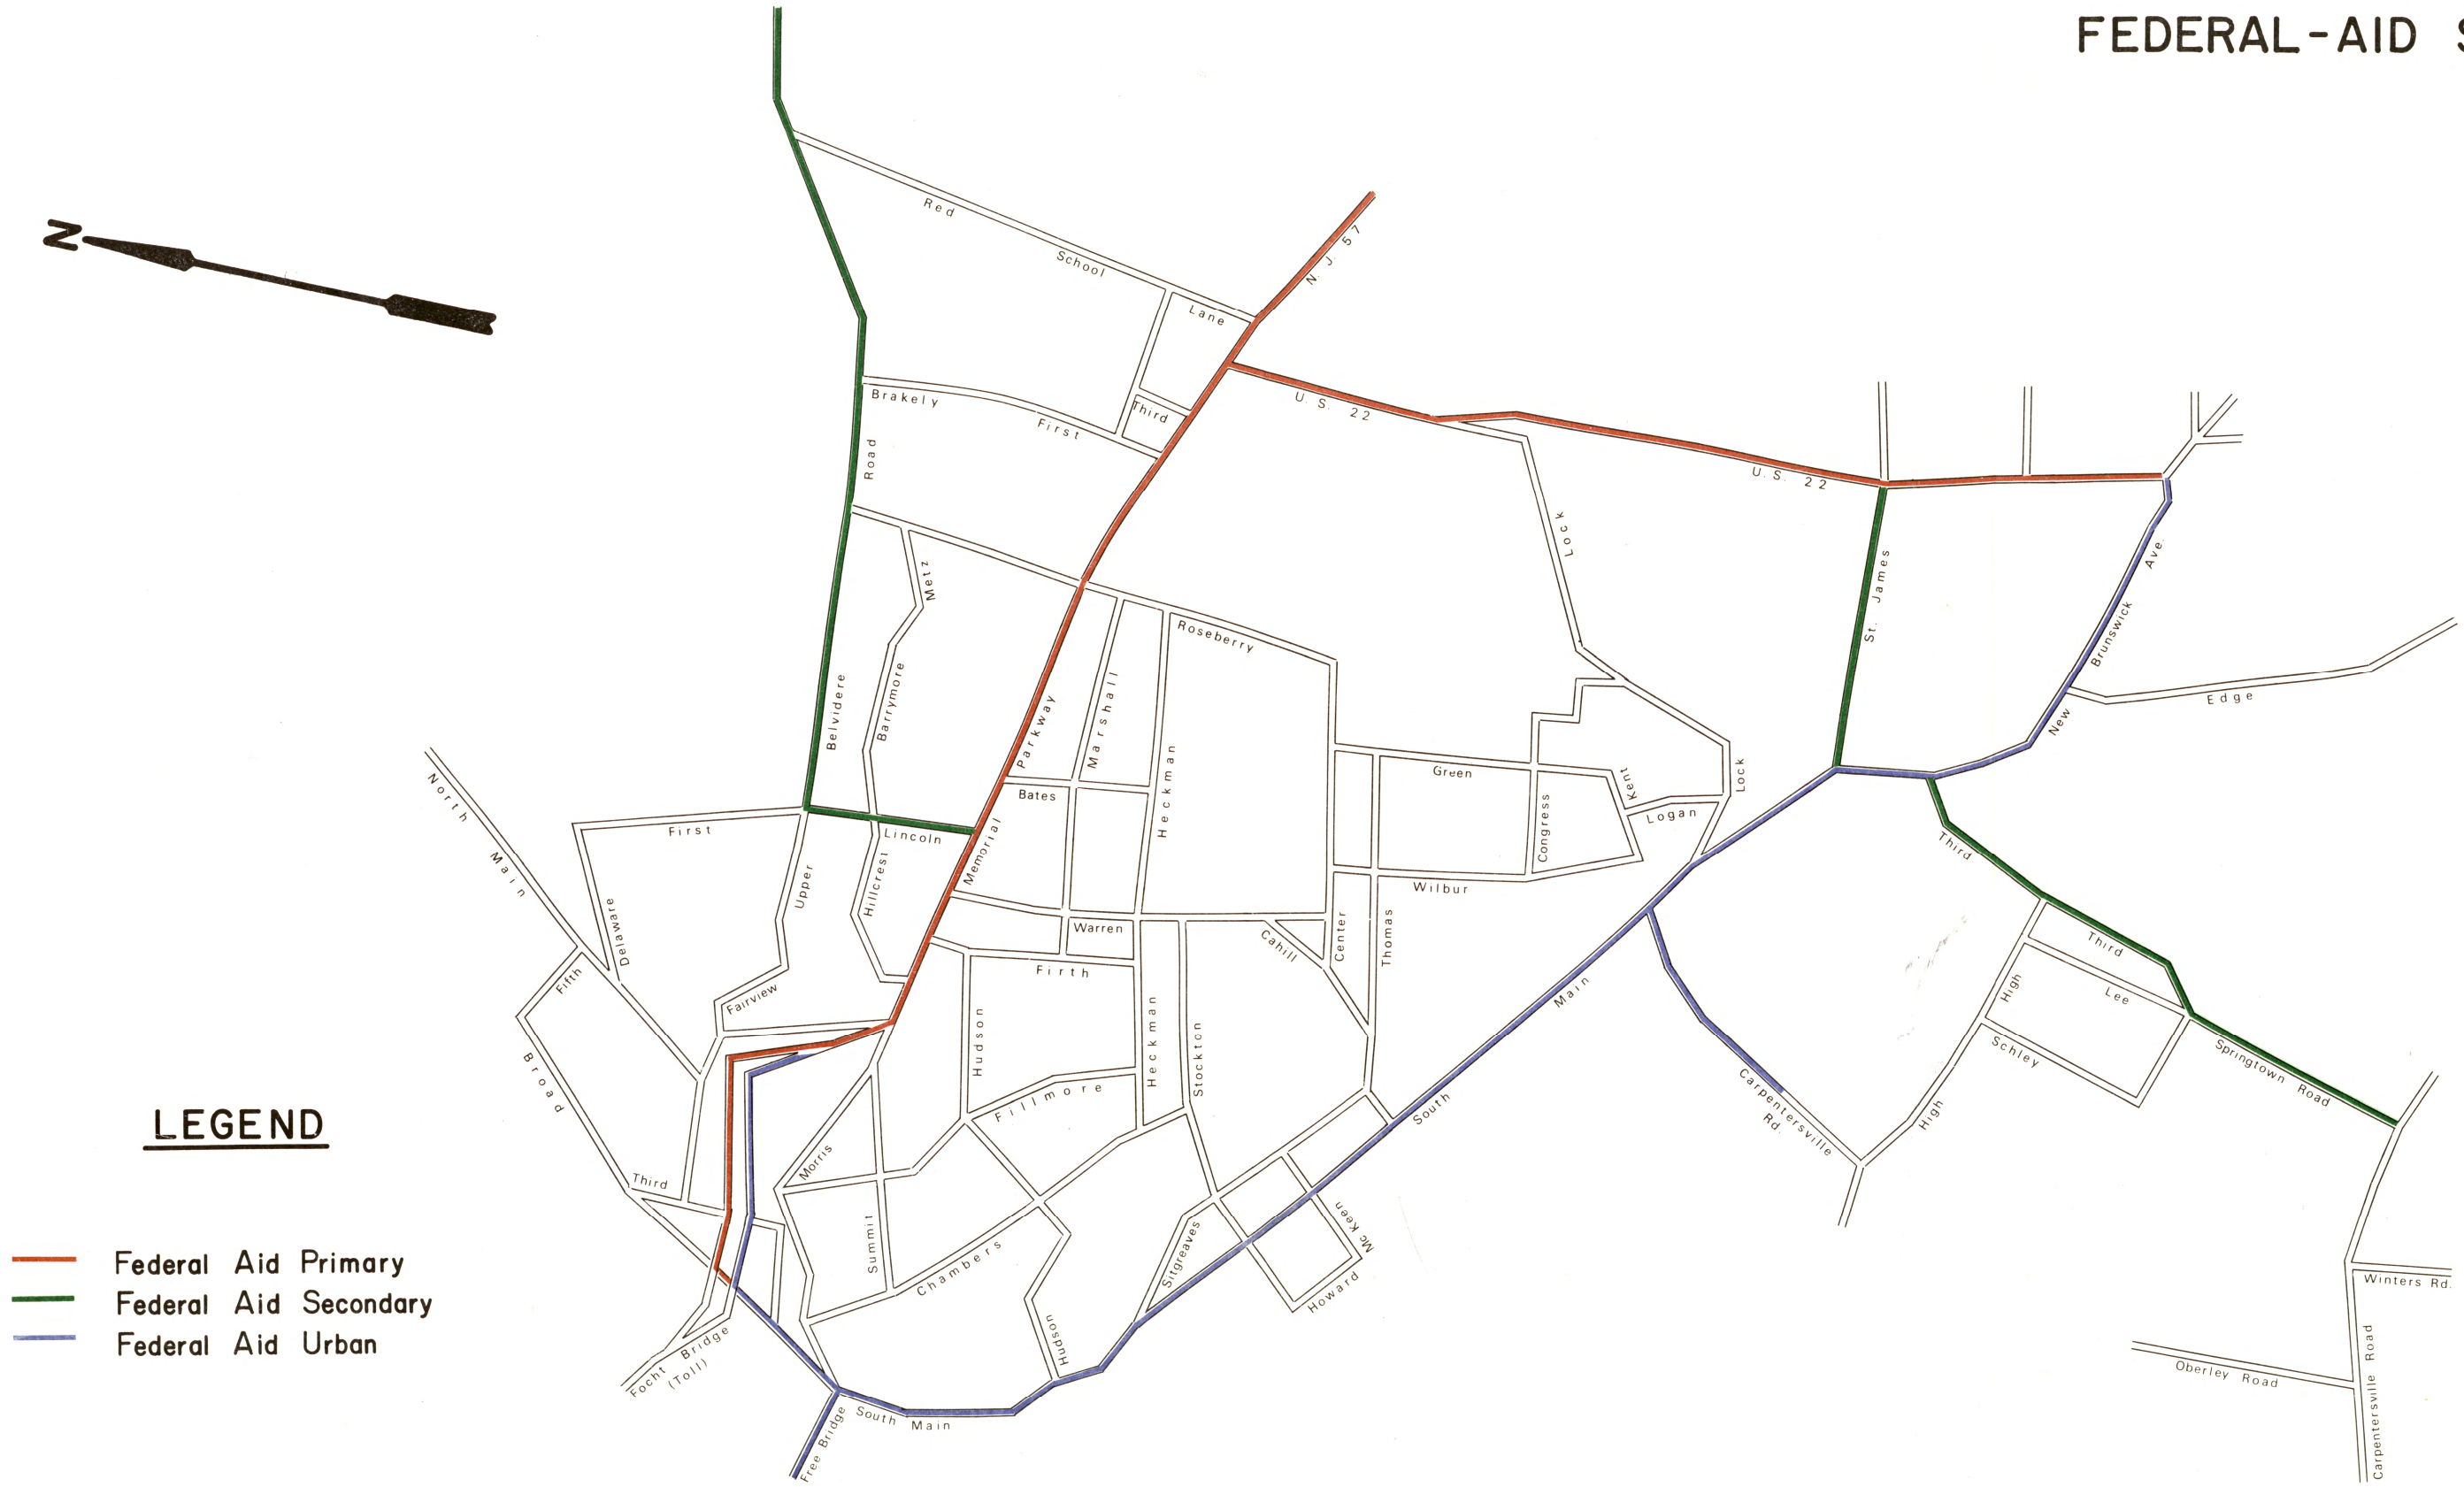 FEDERAL-AID
N
Red
School
Lane
N. J. 57
U. S. 22
Brakely
First
Third
Road
U. S. 22
Lock
Metz
St. James
Brunswick
Ave.
New
Edge
Roseberry
Barrymore
Belvidere
Parkway
Marshall
Heckman
Bates
Green
Kent
Lock
Logan
Congress
Wilbur
North
Main
First
Lincoln
Memorial
Upper
Hillcrest
Delaware
Fifth
Fairview
Warren
Firth
Cahill
Center
Thomas
Third
Third
Lee
High
Schley
Springtown Road
Main
South
Carpentersville
Rd.
High
Broad
Hudson
Heckman
Stockton
Fillmore
Morris
Third
Summit
Chambers
Sitgreaves
Mc Keen
Howard
Hudson
Focht Bridge
(Toll)
Free Bridge
South Main
Winters Rd.
Oberley Road
Carpentersville Road
LEGEND
Federal Aid Primary
Federal Aid Secondary
Federal Aid Urban